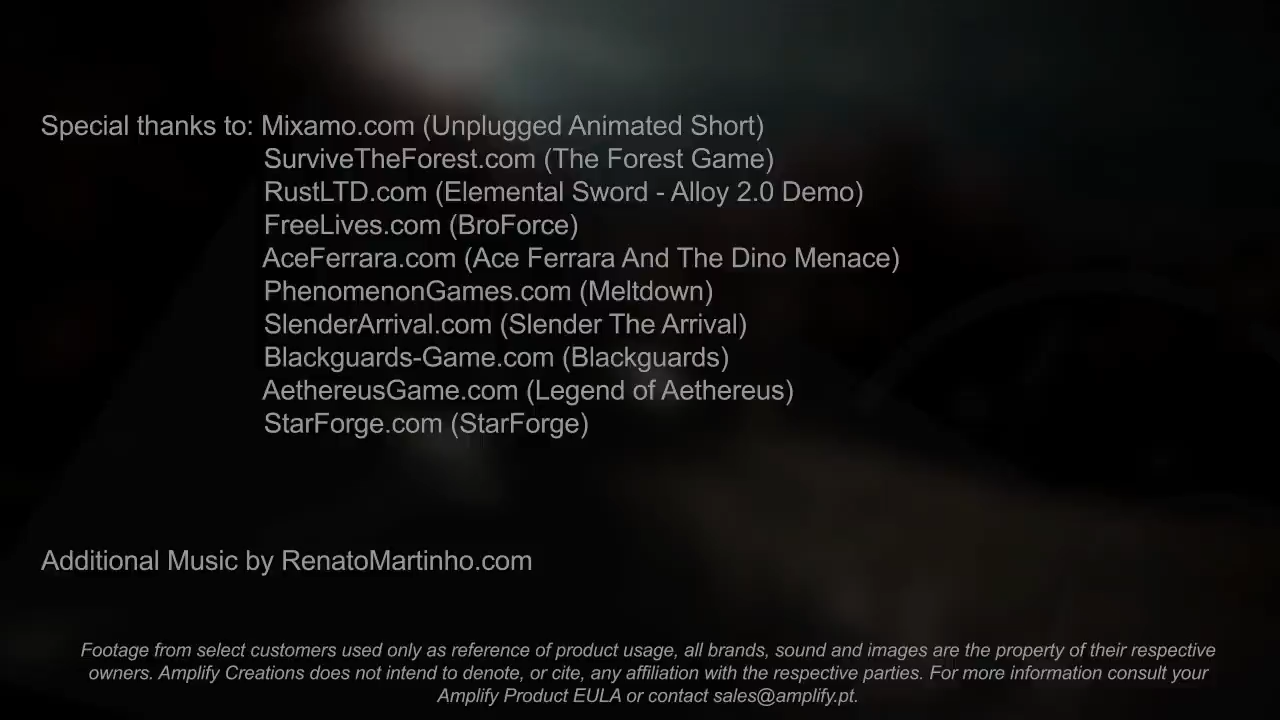 Special thanks to: Mixamo.com (Unplugged Animated Short)
SurviveTheForest.com (The Forest Game)
RustLTD.com (Elemental Sword - Alloy 2.0 Demo)
FreeLives.com (BroForce)
AceFerrara.com (Ace Ferrara And The Dino Menace)
PhenomenonGames.com (Meltdown)
SlenderArrival.com (Slender The Arrival)
Blackguards-Game.com (Blackguards)
AethereusGame.com (Legend of Aethereus)
StarForge.com (StarForge)
Additional Music by RenatoMartinho.com
Footage from select customers used only as reference of product usage, all brands, sound and images are the property of their respective
owners. Amplify Creations does not intend to denote, or cite, any affiliation with the respective parties. For more information consult your
Amplify Product EULA or contact sales@amplify.pt.